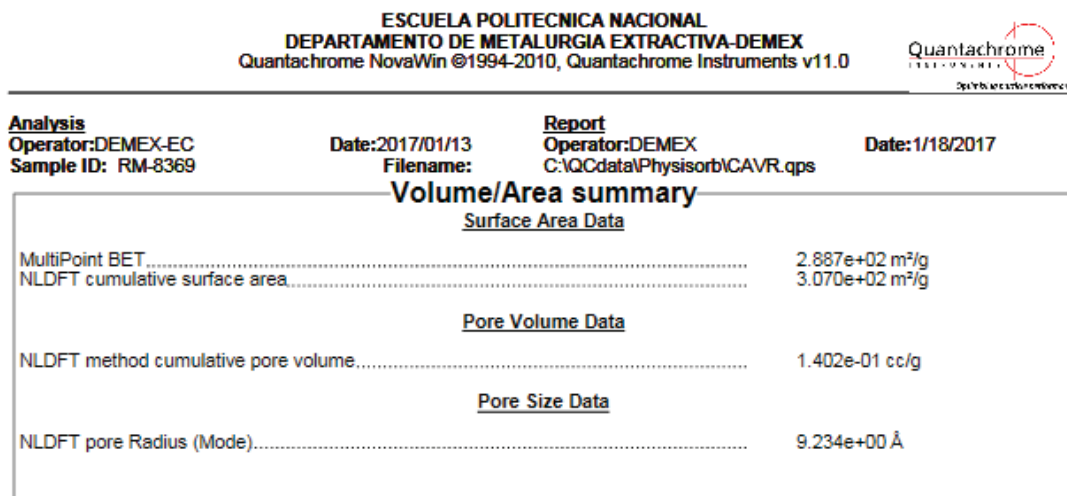 ESCUELA POLITECNICA NACIONAL
DEPARTAMENTO DE METALURGIA EXTRACTIVA-DEMEX
Quantachrome NovaWin ©1994-2010, Quantachrome Instruments v11.0
Quantachrome
INSTRUMENTS
Analysis Report
Operator:DEMEX-EC Date:2017/01/13 Operator:DEMEX Date:1/18/2017
Sample ID: RM-8369 Filename: C:\QCdata\Physisorb\CAVR.qps
Volume/Area summary
Surface Area Data
MultiPoint BET 2.887e+02 m²/g
NLDFT cumulative surface area 3.070e+02 m²/g
Pore Volume Data
NLDFT method cumulative pore volume 1.402e-01 cc/g
Pore Size Data
NLDFT pore Radius (Mode) 9.234e+00 Å